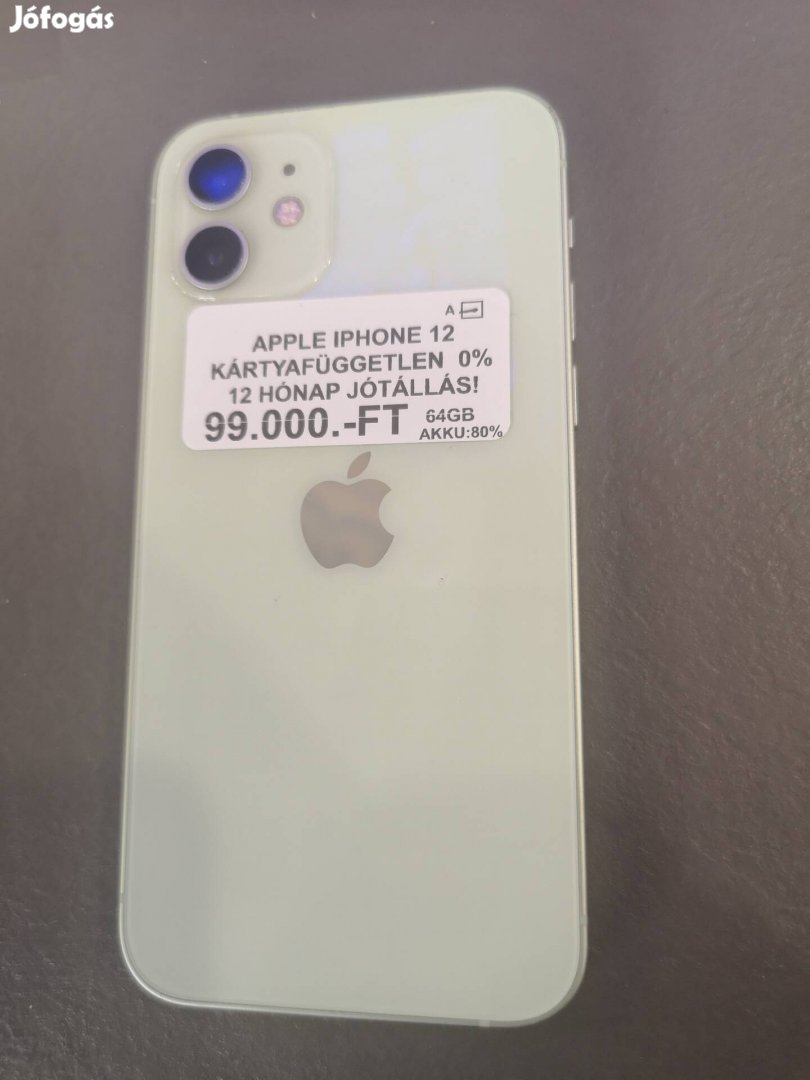 Jófogás
A
APPLE IPHONE 12
KÁRTYAFÜGGETLEN 0%
12 HÓNAP JÓTÁLLÁS!
99.000.-FT 64GB
AKKU:80%